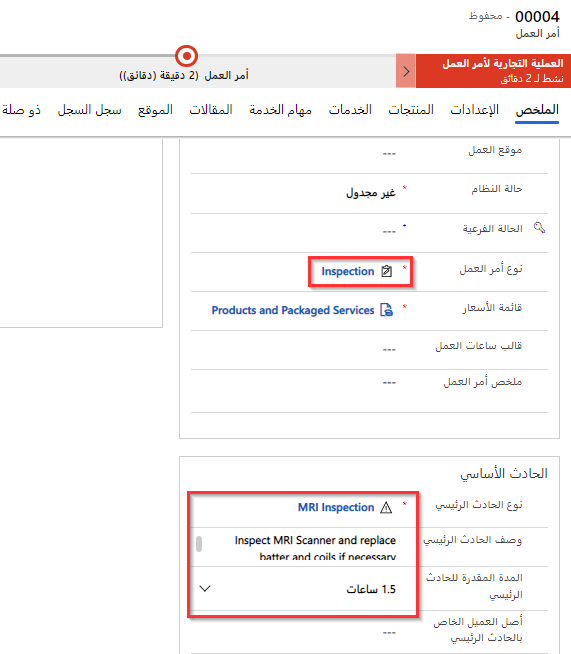 00004 - محفوظ
أمر العمل
العملية التجارية لأمر العمل
نشط لـ 2 دقائق
أمر العمل (2 دقيقة (دقائق))
الملخص الإعدادات المنتجات الخدمات مهام الخدمة المقالات الموقع سجل السجل ذو صلة
موقع العمل ---
حالة النظام * غير مجدول
الحالة الفرعية * ---
نوع أمر العمل * Inspection
قائمة الأسعار * Products and Packaged Services
قالب ساعات العمل ---
ملخص أمر العمل ---
الحادث الأساسي
نوع الحادث الرئيسي * MRI Inspection
وصف الحادث الرئيسي Inspect MRI Scanner and replace
batter and coils if necessary
المدة المقدرة للحادث
الرئيسي
1.5 ساعات
أصل العميل الخاص
بالحادث الرئيسي
---